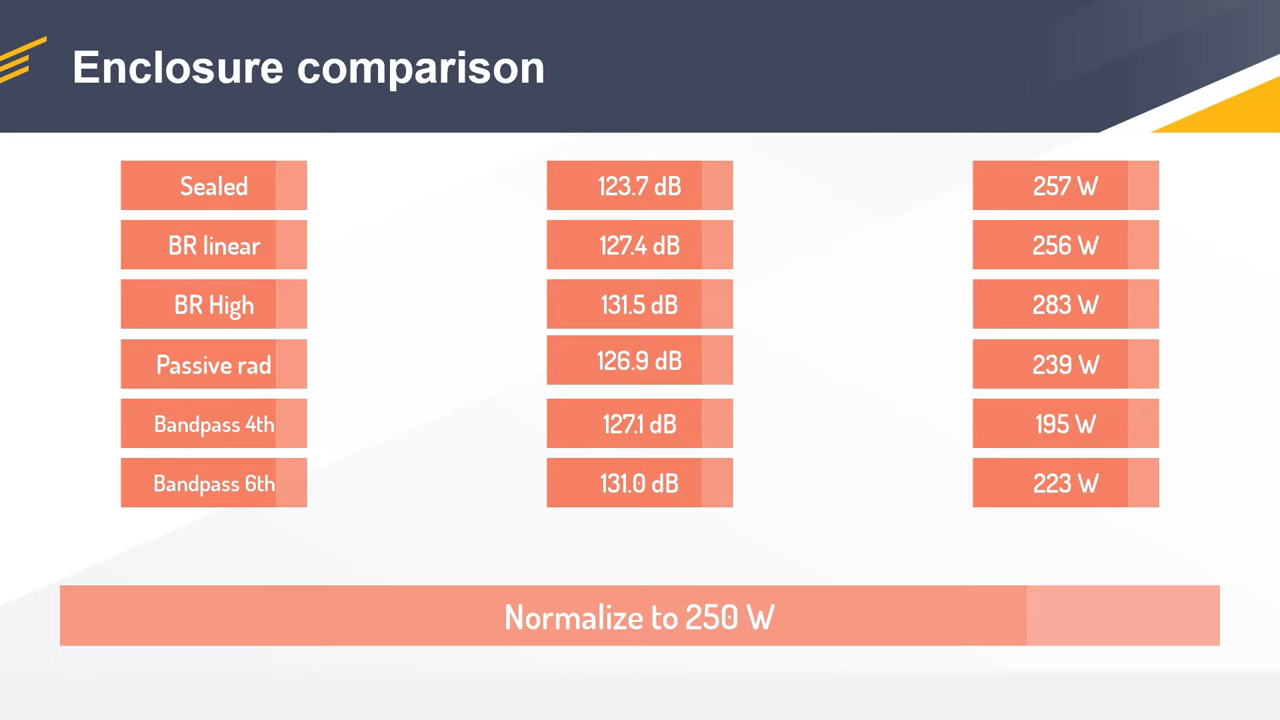 Enclosure comparison
Sealed 123.7 dB 257 W
BR linear 127.4 dB 256 W
BR High 131.5 dB 283 W
Passive rad 126.9 dB 239 W
Bandpass 4th 127.1 dB 195 W
Bandpass 6th 131.0 dB 223 W
Normalize to 250 W